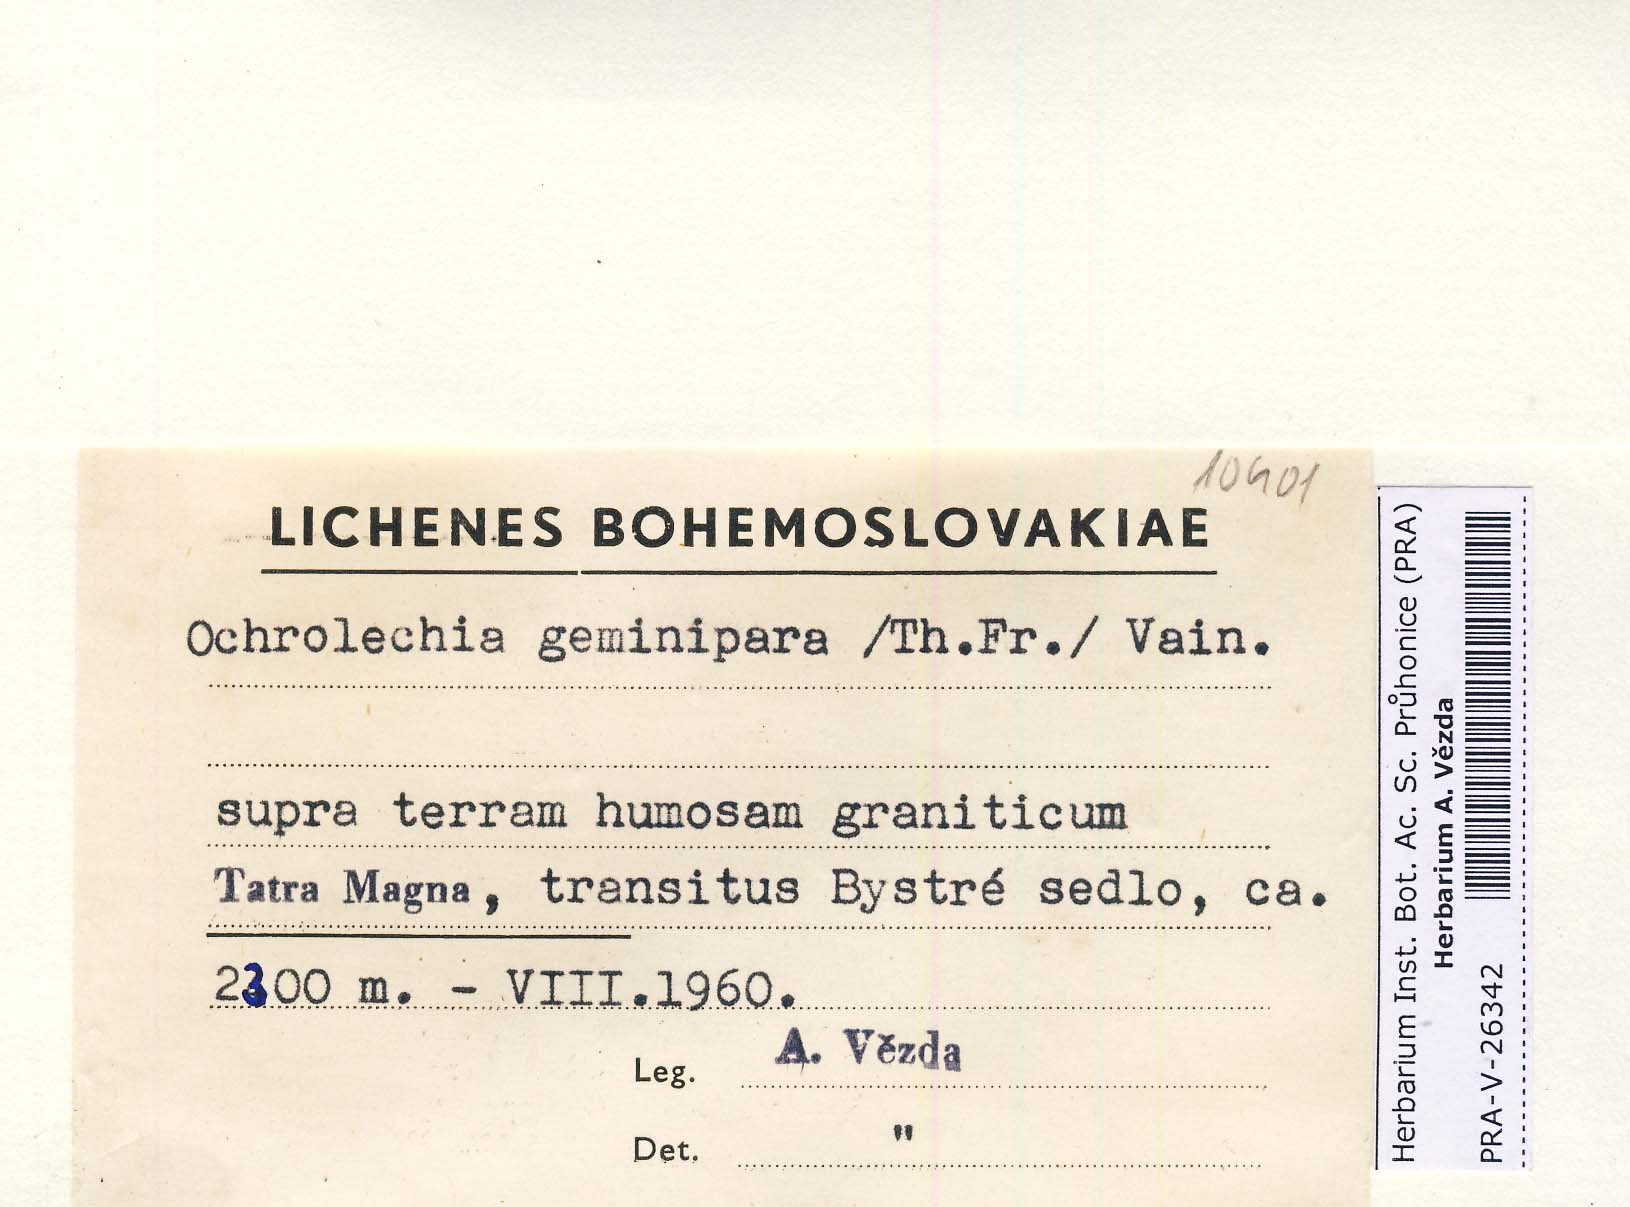 10401
LICHENES BOHEMOSLOVAKIAE
Ochrolechia geminipara /Th.Fr./ Vain.
supra terram humosam graniticum
Tatra Magna, transitus Bystré sedlo, ca.
2300 m. - VIII.1960.
Leg. A. Vězda
Det. "
Herbarium Inst. Bot. Ac. Sc. Průhonice (PRA)
Herbarium A. Vězda
PRA-V-26342